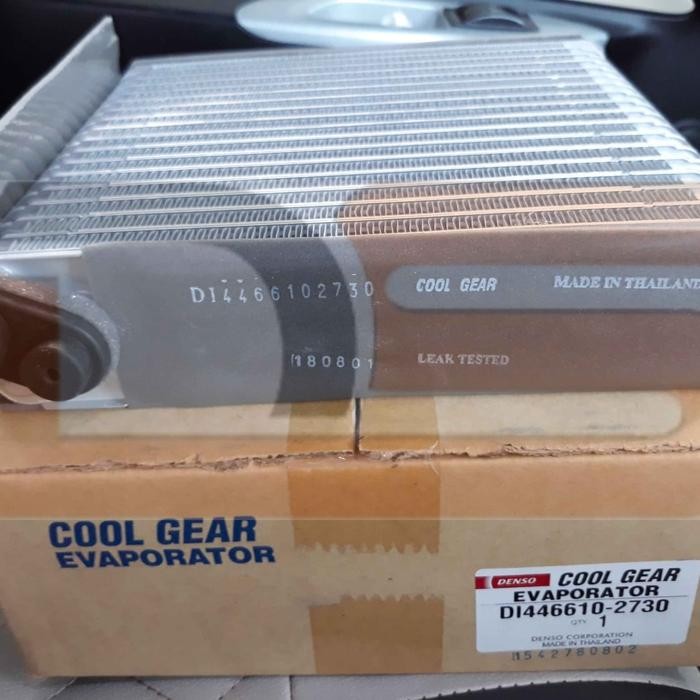 DI4466102730
COOL GEAR
MADE IN THAILAND
180801
LEAK TESTED
COOL GEAR
EVAPORATOR
DENSO COOL GEAR
EVAPORATOR
DI446610-2730
QTY 1
DENSO CORPORATION
MADE IN THAILAND
1542780802